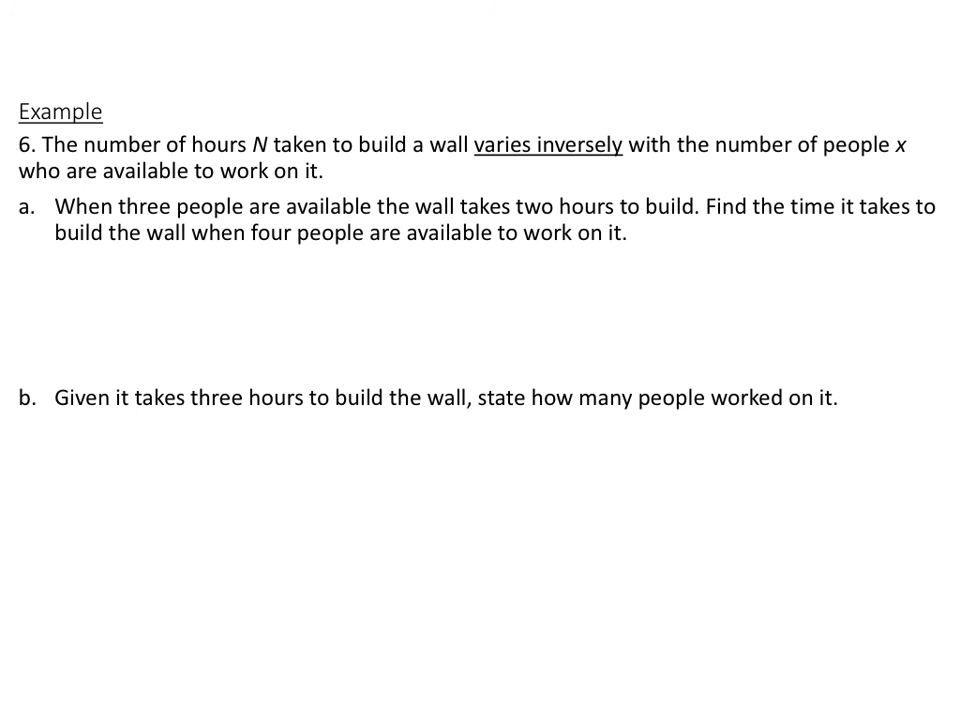 Example
6. The number of hours N taken to build a wall varies inversely with the number of people x
who are available to work on it.
a. When three people are available the wall takes two hours to build. Find the time it takes to
build the wall when four people are available to work on it.
b. Given it takes three hours to build the wall, state how many people worked on it.